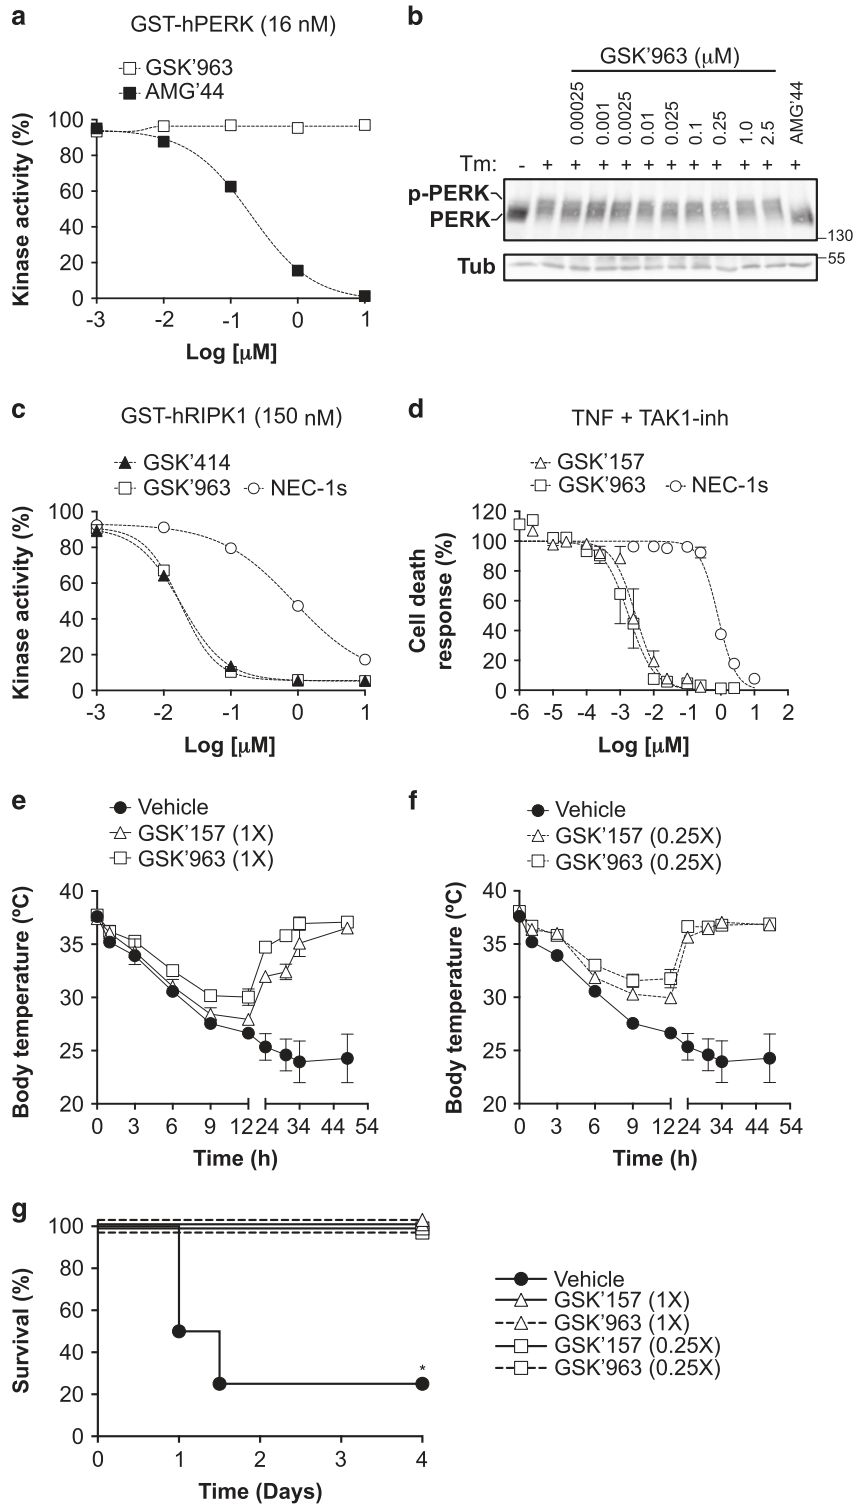 a
GST-hPERK (16 nM)
GSK'963
AMG'44
Kinase activity (%)
100
80
60
40
20
0
-3 -2 -1 0 1
Log [μM]
b
GSK'963 (μM)
0.00025 0.001 0.0025 0.01 0.025 0.1 0.25 1.0 2.5 AMG'44
Tm: - + + + + + + + + + + +
p-PERK
PERK
130
55
Tub
c
GST-hRIPK1 (150 nM)
GSK'414
GSK'963 NEC-1s
Kinase activity (%)
100
80
60
40
20
0
-3 -2 -1 0 1
Log [μM]
d
TNF + TAK1-inh
GSK'157
GSK'963 NEC-1s
Cell death
response (%)
120
100
80
60
40
20
0
-6 -5 -4 -3 -2 -1 0 1 2
Log [μM]
e
Vehicle
GSK'157 (1X)
GSK'963 (1X)
Body temperature (ºC)
40
35
30
25
20
0 3 6 9 12 24 34 44 54
Time (h)
f
Vehicle
GSK'157 (0.25X)
GSK'963 (0.25X)
Body temperature (ºC)
40
35
30
25
20
0 3 6 9 12 24 34 44 54
Time (h)
g
Survival (%)
100
80
60
40
20
0
*
0 1 2 3 4
Time (Days)
Vehicle
GSK'157 (1X)
GSK'963 (1X)
GSK'157 (0.25X)
GSK'963 (0.25X)